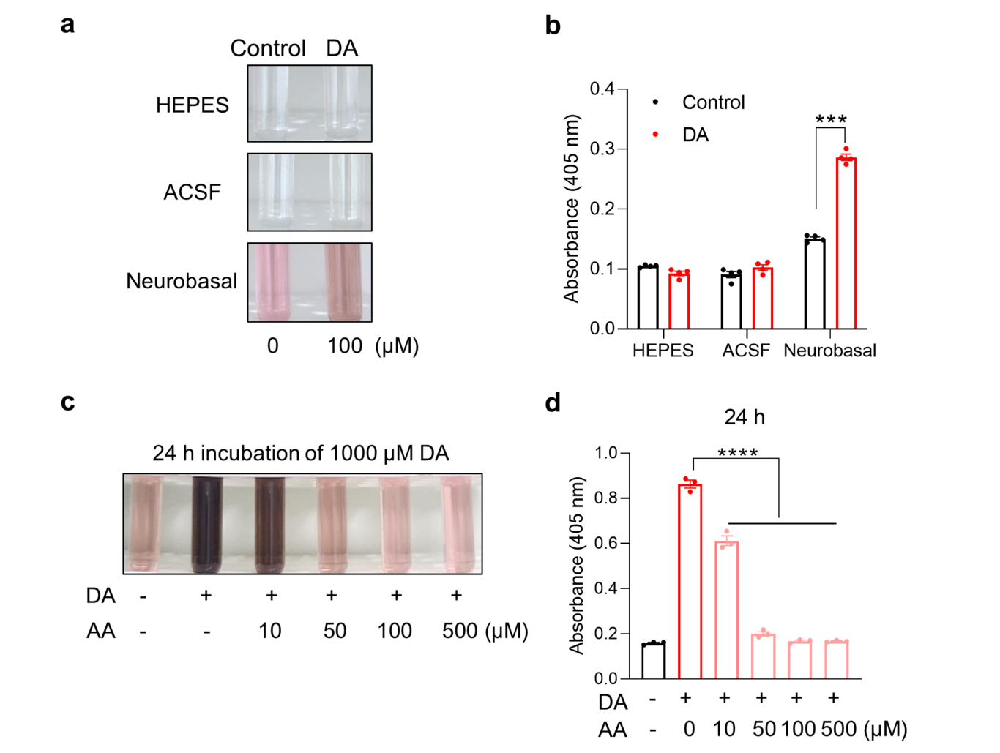 a
Control DA
HEPES
ACSF
Neurobasal
0 100 (µM)
b
Absorbance (405 nm)
0.4
0.3
0.2
0.1
0.0
Control
DA
***
HEPES ACSF Neurobasal
c
24 h incubation of 1000 µM DA
DA - + + + + +
AA - - 10 50 100 500 (µM)
d
24 h
Absorbance (405 nm)
1.0
0.8
0.6
0.4
0.2
0.0
****
DA - + + + + +
AA - 0 10 50 100 500 (µM)